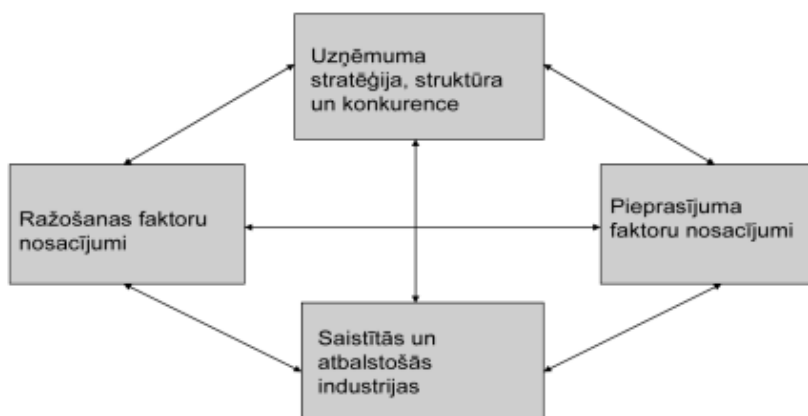 Uzņēmuma
stratēģija, struktūra
un konkurence
Ražošanas faktoru
nosacījumi
Pieprasījuma
faktoru nosacījumi
Saistītās un
atbalstošās
industrijas